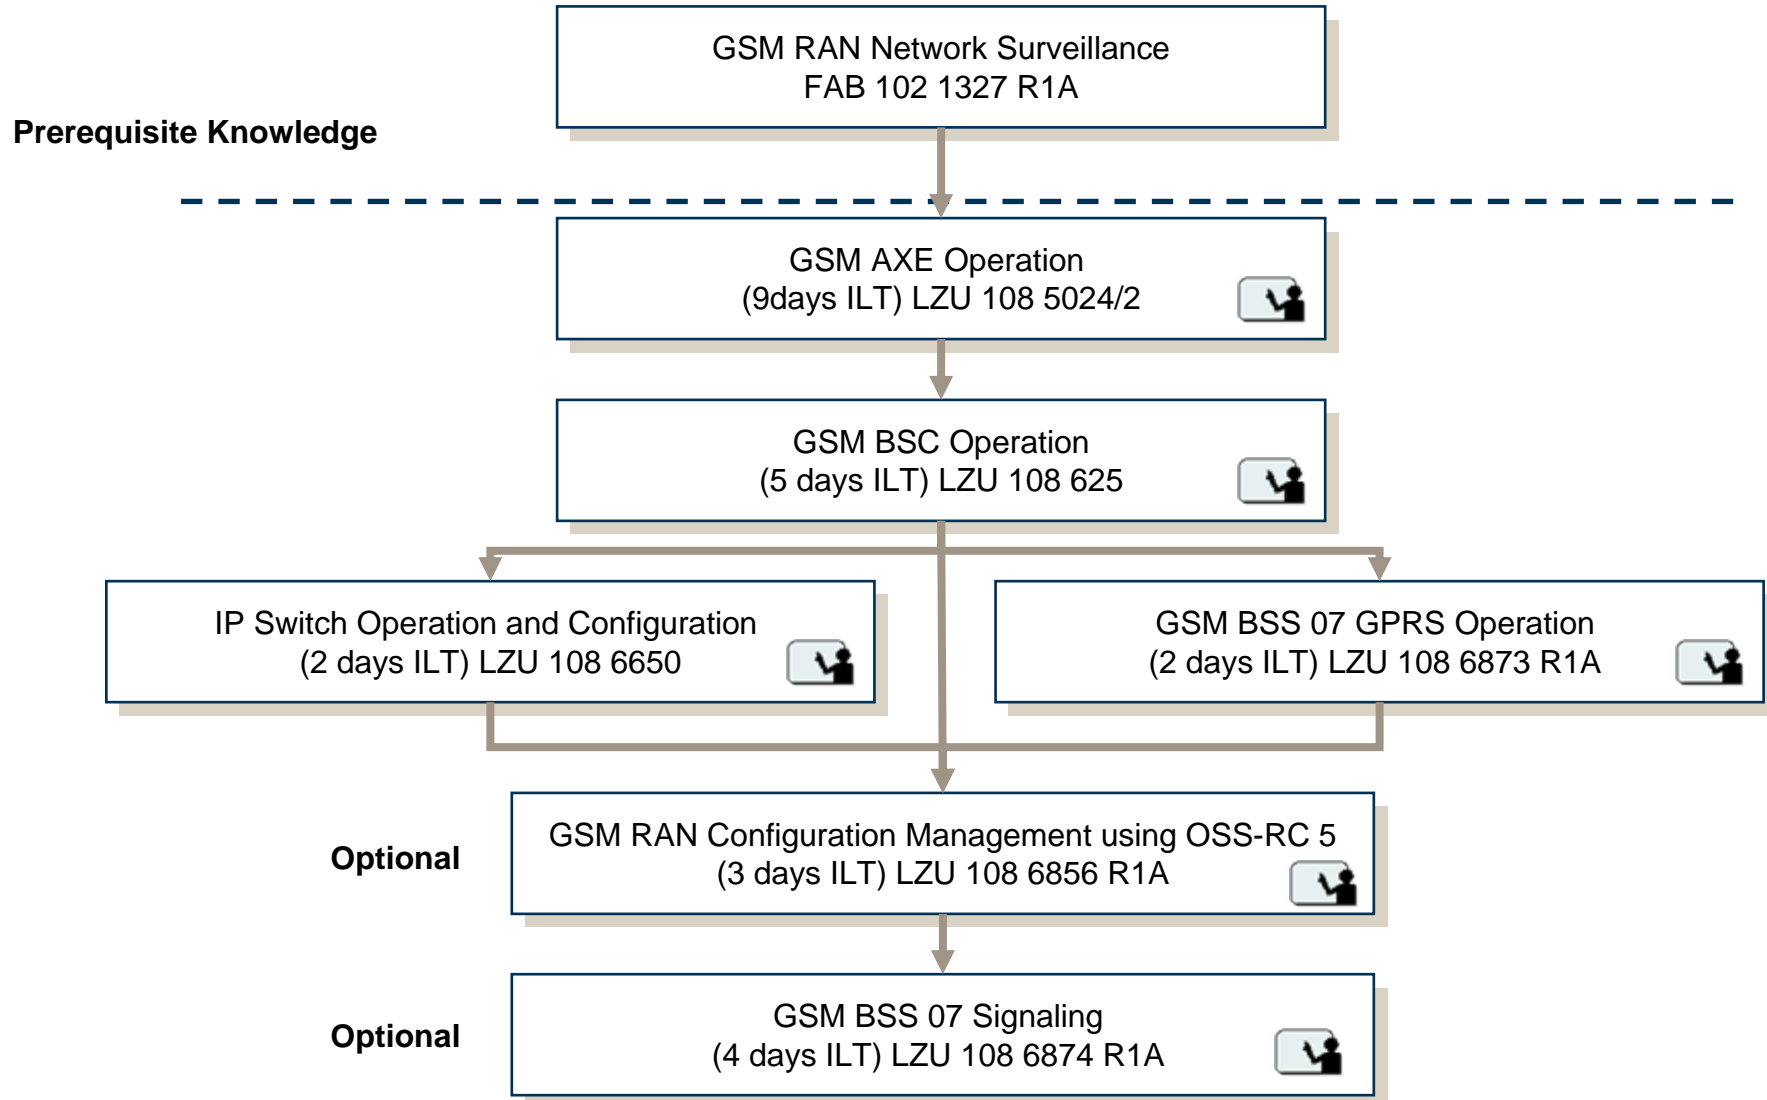 GSM RAN Network Surveillance
FAB 102 1327 R1A
Prerequisite Knowledge
GSM AXE Operation
(9days ILT) LZU 108 5024/2
GSM BSC Operation
(5 days ILT) LZU 108 625
IP Switch Operation and Configuration
(2 days ILT) LZU 108 6650
GSM BSS 07 GPRS Operation
(2 days ILT) LZU 108 6873 R1A
GSM RAN Configuration Management using OSS-RC 5
(3 days ILT) LZU 108 6856 R1A
Optional
GSM BSS 07 Signaling
(4 days ILT) LZU 108 6874 R1A
Optional